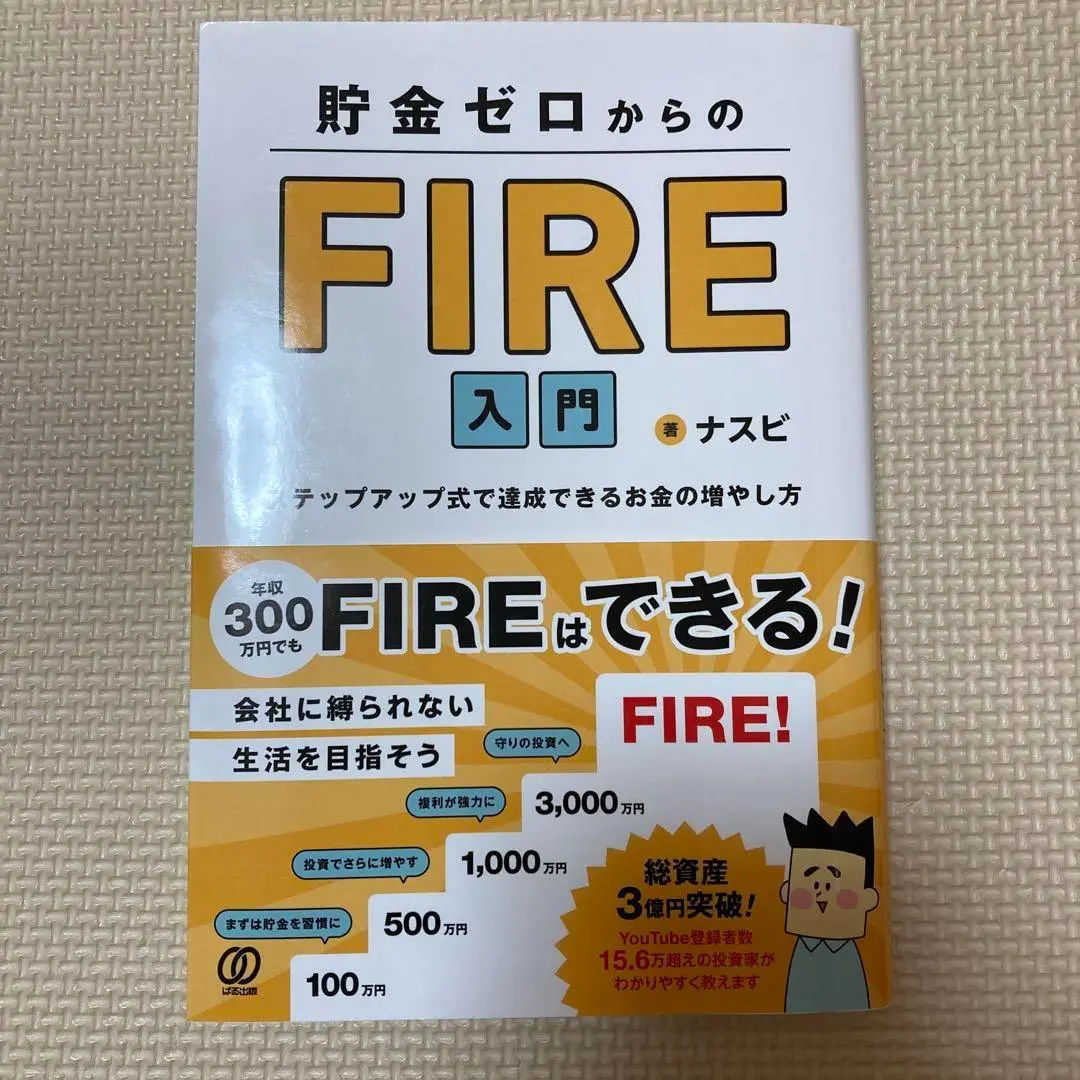 貯金ゼロからの
FIRE
入門
著 ナスビ
テップアップ式で達成できるお金の増やし方
年収
300
万円でも
FIREはできる!
会社に縛られない
生活を目指そう
FIRE!
守りの投資へ
3,000万円
複利が強力に
1,000万円
投資でさらに増やす
500万円
まずは貯金を習慣に
100万円
総資産
3億円突破!
YouTube登録者数
15.6万超えの投資家が
わかりやすく教えます
ぱる出版